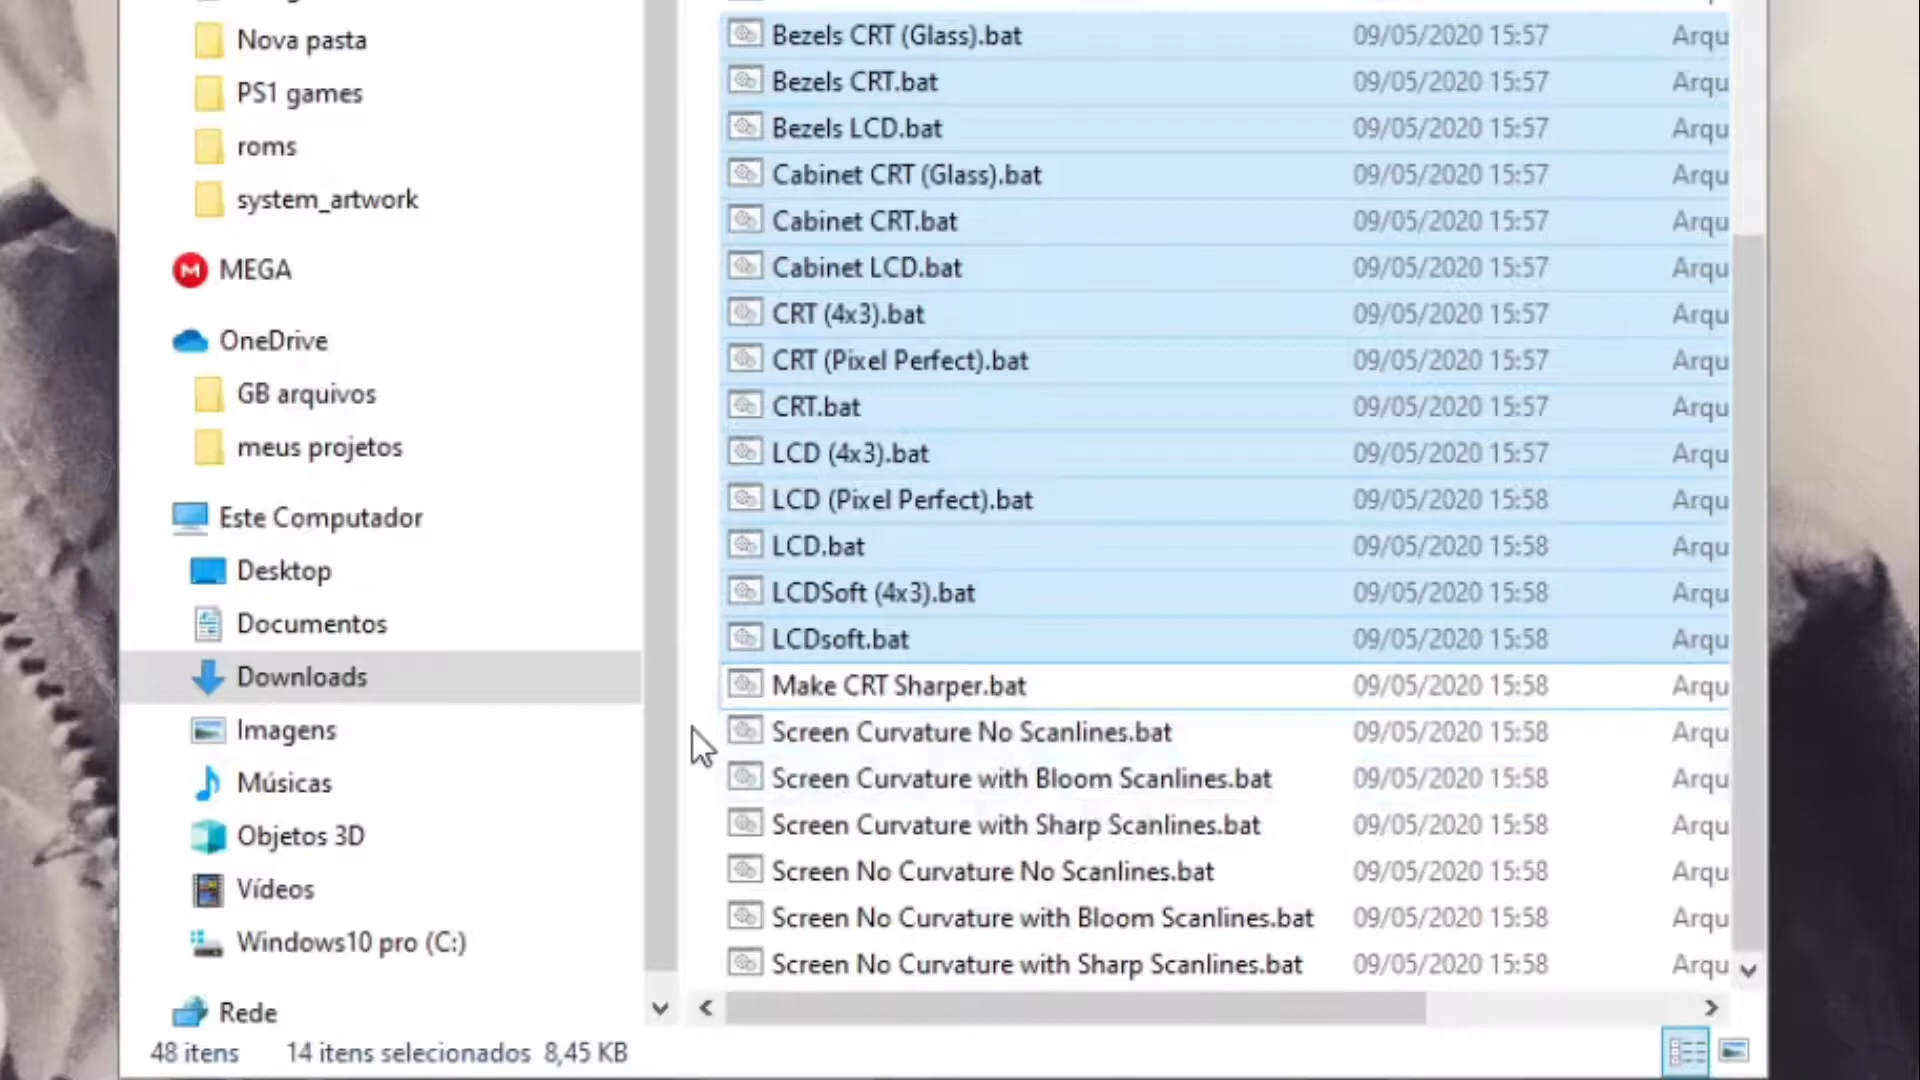 Nova pasta
PS1 games
roms
system_artwork
MEGA
OneDrive
GB arquivos
meus projetos
Este Computador
Desktop
Documentos
Downloads
Imagens
Músicas
Objetos 3D
Vídeos
Windows10 pro (C:)
Rede
Bezels CRT (Glass).bat 09/05/2020 15:57 Arqu
Bezels CRT.bat 09/05/2020 15:57 Arqu
Bezels LCD.bat 09/05/2020 15:57 Arqu
Cabinet CRT (Glass).bat 09/05/2020 15:57 Arqu
Cabinet CRT.bat 09/05/2020 15:57 Arqu
Cabinet LCD.bat 09/05/2020 15:57 Arqu
CRT (4x3).bat 09/05/2020 15:57 Arqu
CRT (Pixel Perfect).bat 09/05/2020 15:57 Arqu
CRT.bat 09/05/2020 15:57 Arqu
LCD (4x3).bat 09/05/2020 15:57 Arqu
LCD (Pixel Perfect).bat 09/05/2020 15:58 Arqu
LCD.bat 09/05/2020 15:58 Arqu
LCDSoft (4x3).bat 09/05/2020 15:58 Arqu
LCDsoft.bat 09/05/2020 15:58 Arqu
Make CRT Sharper.bat 09/05/2020 15:58 Arqu
Screen Curvature No Scanlines.bat 09/05/2020 15:58 Arqu
Screen Curvature with Bloom Scanlines.bat 09/05/2020 15:58 Arqu
Screen Curvature with Sharp Scanlines.bat 09/05/2020 15:58 Arqu
Screen No Curvature No Scanlines.bat 09/05/2020 15:58 Arqu
Screen No Curvature with Bloom Scanlines.bat 09/05/2020 15:58 Arqu
Screen No Curvature with Sharp Scanlines.bat 09/05/2020 15:58 Arqu
48 itens 14 itens selecionados 8,45 KB